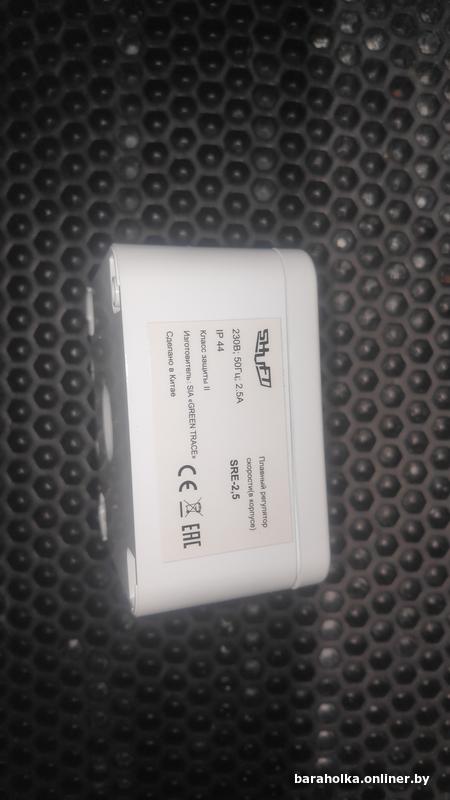 SHUFT
Плавный регулятор
скорости(в корпусе)
SRE-2,5
230В; 50Гц; 2.5А
IP 44
Класс защиты II
Изготовитель: SIA «GREEN TRACE»
Сделано в Китае
CE
EAC
baraholka.onliner.by